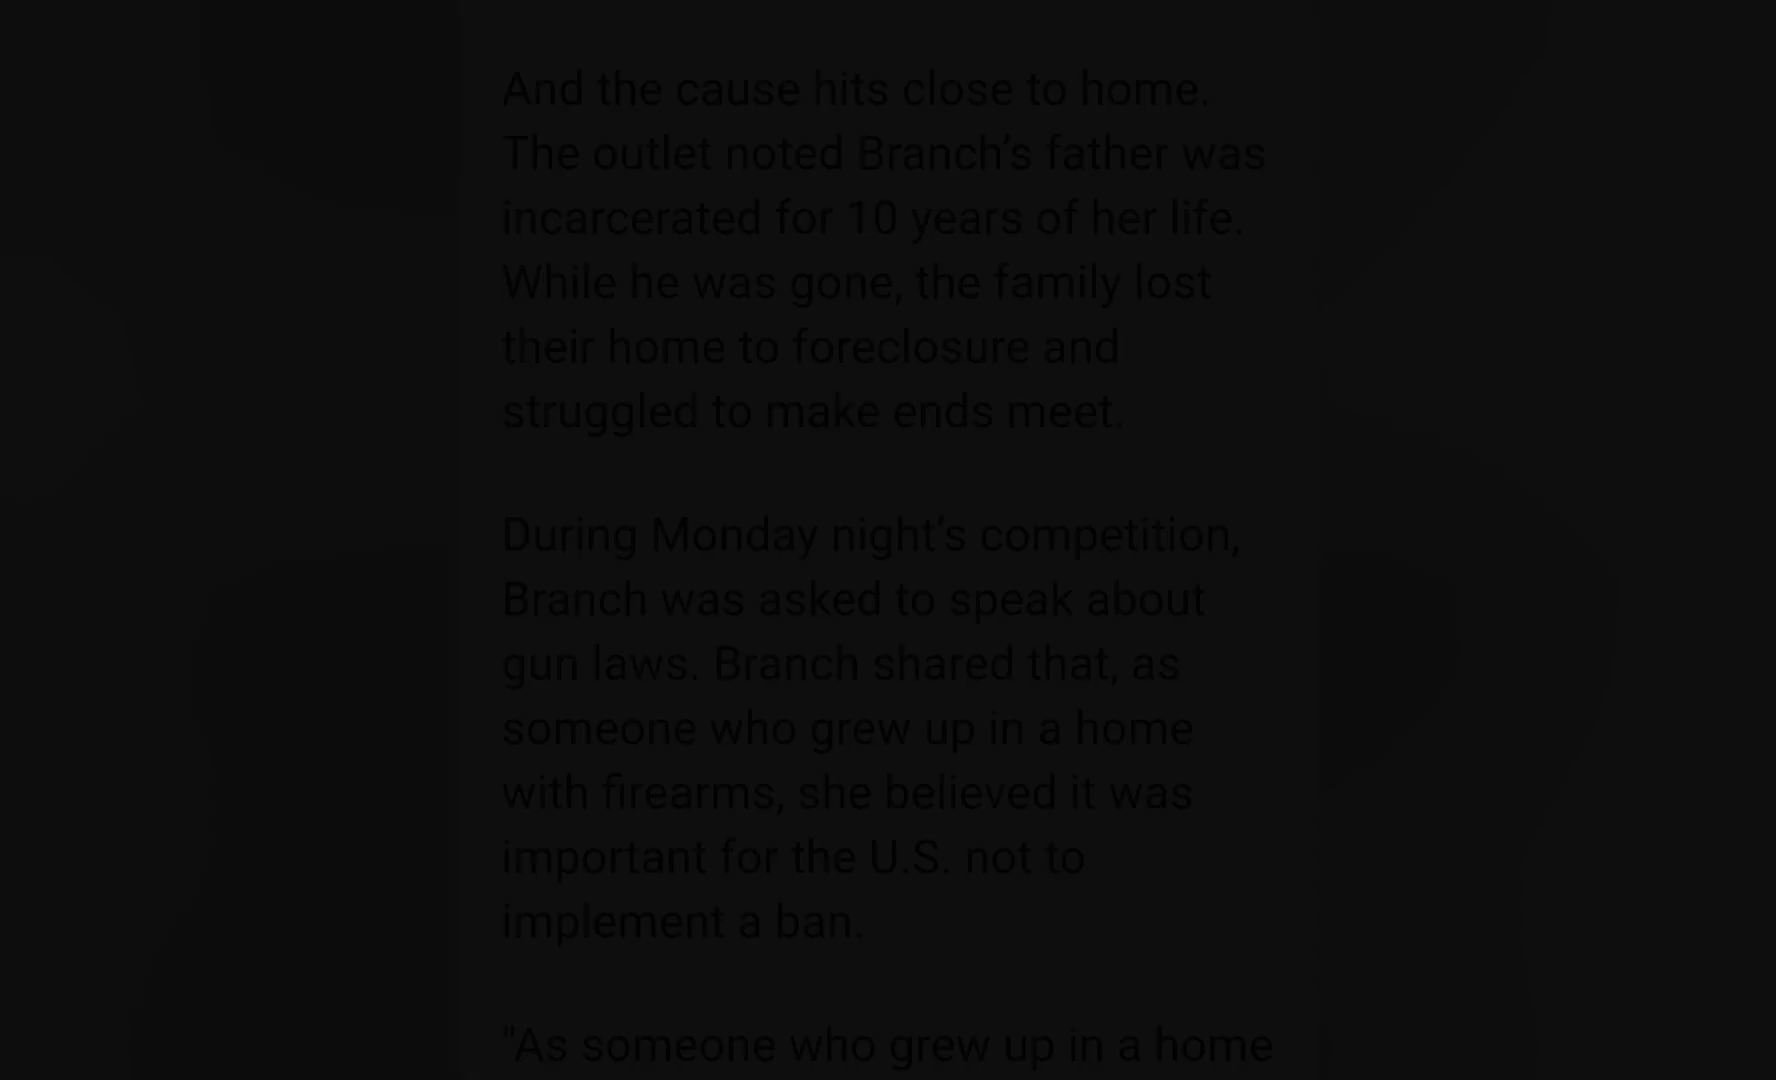 And the cause hits close to home.
The outlet noted Branch’s father was
incarcerated for 10 years of her life.
While he was gone, the family lost
their home to foreclosure and
struggled to make ends meet.
During Monday night’s competition,
Branch was asked to speak about
gun laws. Branch shared that, as
someone who grew up in a home
with firearms, she believed it was
important for the U.S. not to
implement a ban.
"As someone who grew up in a home